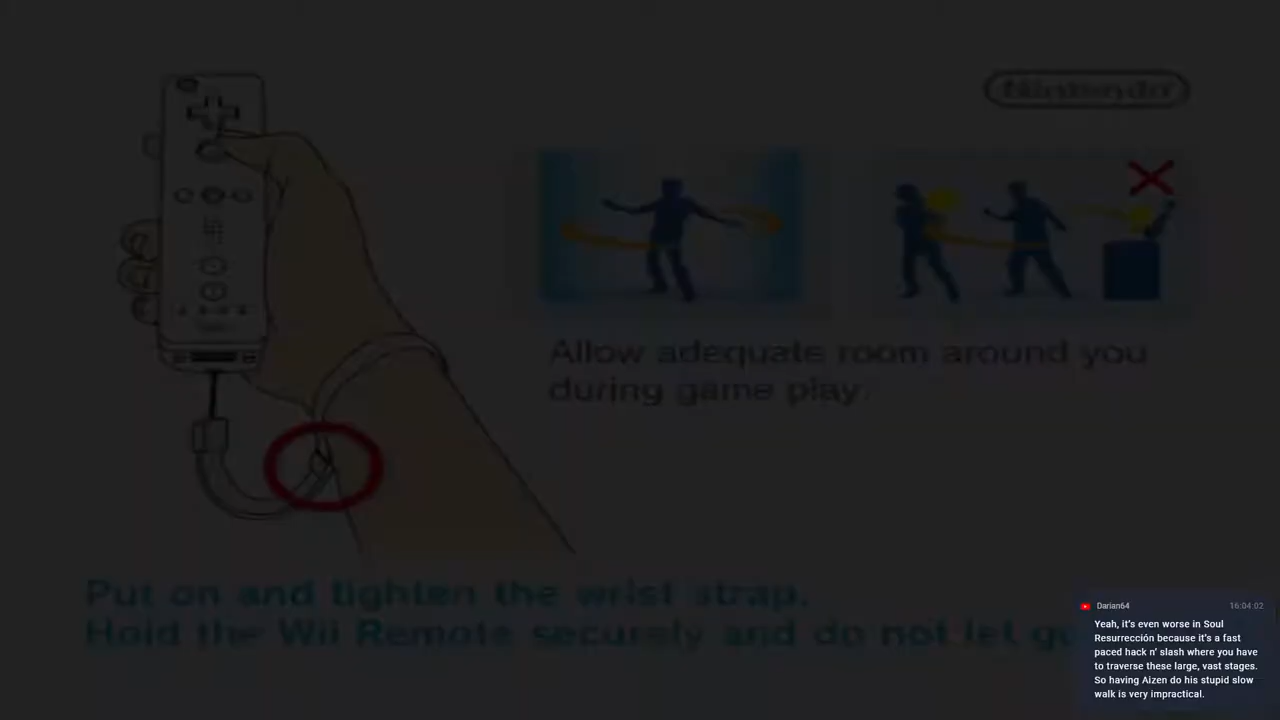 Nintendo
Allow adequate room around you
during game play.
Put on and tighten the wrist strap.
Hold the Wii Remote securely and do not let go
Darian64
16:04:02
Yeah, it's even worse in Soul
Resurrección because it's a fast
paced hack n' slash where you have
to traverse these large, vast stages.
So having Aizen do his stupid slow
walk is very impractical.